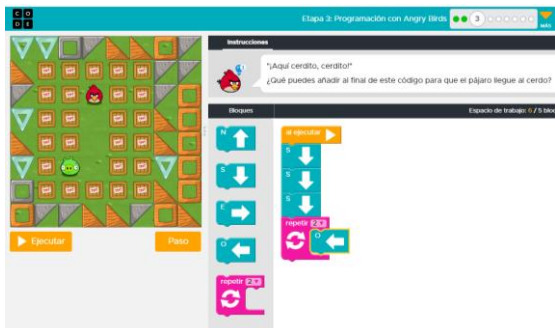 C O
D E
Etapa 3: Programación con Angry Birds
3
MÁS
Instrucciones
"¡Aquí cerdito, cerdito!"
¿Qué puedes añadir al final de este código para que el pájaro llegue al cerdo?
Bloques
Espacio de trabajo: 6 / 5 bloq
N
S
E
O
repetir
al ejecutar
S
S
S
repetir
O
Ejecutar
Paso